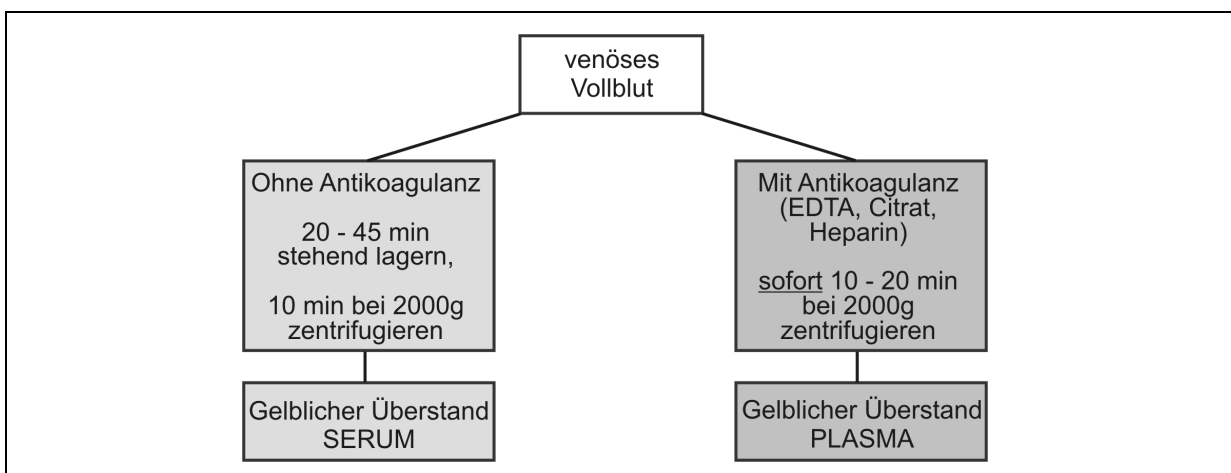 venöses
Vollblut
Ohne Antikoagulanz
20 - 45 min
stehend lagern,
10 min bei 2000g
zentrifugieren
Gelblicher Überstand
SERUM
Mit Antikoagulanz
(EDTA, Citrat,
Heparin)
sofort 10 - 20 min
bei 2000g
zentrifugieren
Gelblicher Überstand
PLASMA